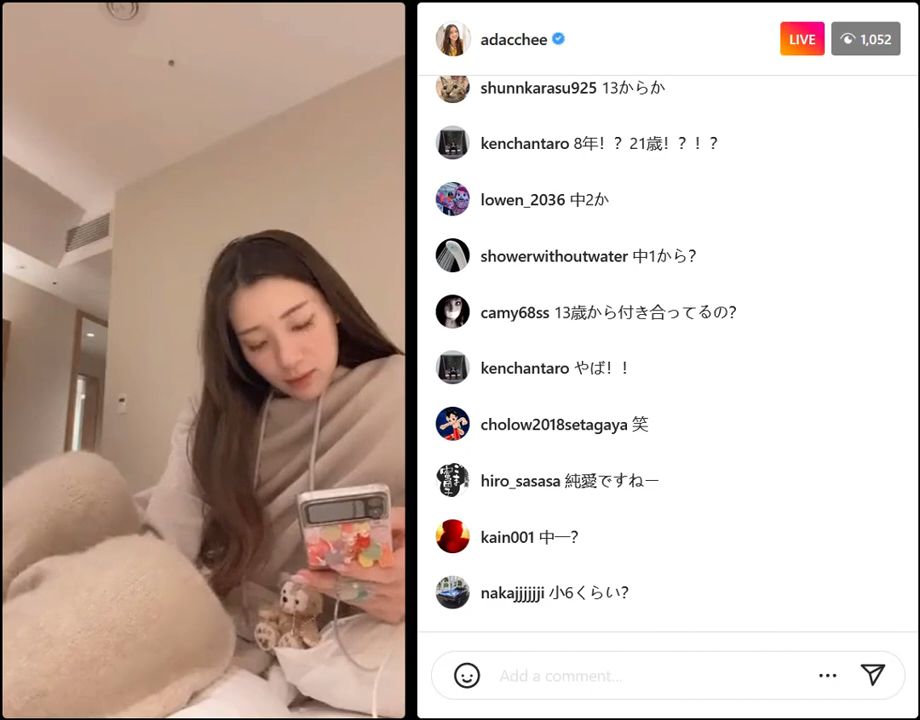 adacchee
LIVE
1,052
shunnkarasu925 13からか
kenchantaro 8年！？21歳！？！？
lowen_2036 中2か
showerwithoutwater 中1から？
camy68ss 13歳から付き合ってるの？
kenchantaro やば！！
cholow2018setagaya 笑
hiro_sasasa 純愛ですねー
kain001 中一？
nakajjjjjji 小6くらい？
Add a comment...